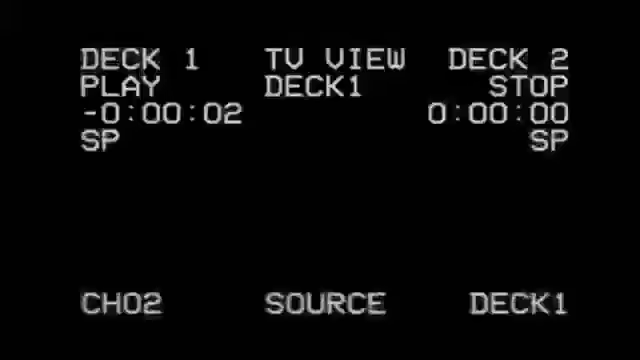 DECK 1 TV VIEW DECK 2
PLAY DECK1 STOP
-0:00:02 0:00:00
SP SP
CH02 SOURCE DECK1